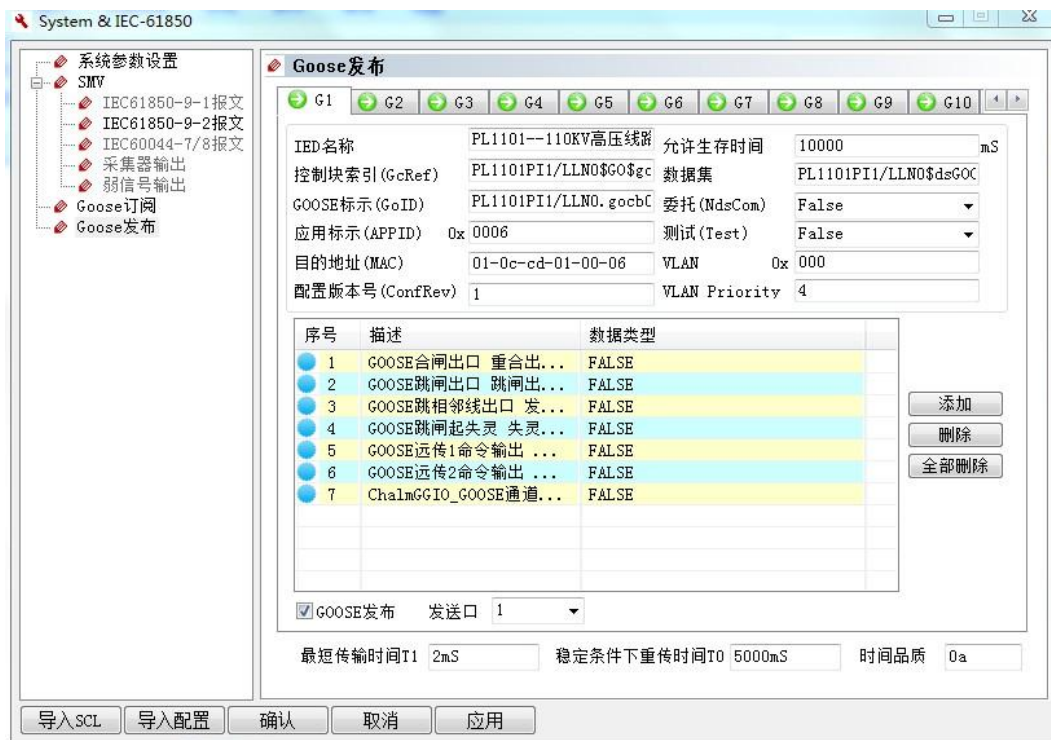 System & IEC-61850
系统参数设置
SMV
IEC61850-9-1报文
IEC61850-9-2报文
IEC60044-7/8报文
采集器输出
弱信号输出
Goose订阅
Goose发布
Goose发布
G1 G2 G3 G4 G5 G6 G7 G8 G9 G10
IED名称 PL1101--110KV高压线路 允许生存时间 10000 mS
控制块索引(GcRef) PL1101PI1/LLN0$GO$gc 数据集 PL1101PI1/LLN0$dsGOO
GOOSE标示(GoID) PL1101PI1/LLN0.gocb0 委托(NdsCom) False
应用标示(APPID) 0x 0006 测试(Test) False
目的地址(MAC) 01-0c-cd-01-00-06 VLAN 0x 000
配置版本号(ConfRev) 1 VLAN Priority 4
序号 描述 数据类型
1 GOOSE合闸出口 重合出... FALSE
2 GOOSE跳闸出口 跳闸出... FALSE
3 GOOSE跳相邻线出口 发... FALSE
4 GOOSE跳闸起失灵 失灵... FALSE
5 GOOSE远传1命令输出 ... FALSE
6 GOOSE远传2命令输出 ... FALSE
7 ChalmGGIO_GOOSE通道... FALSE
添加
删除
全部删除
GOOSE发布 发送口 1
最短传输时间T1 2mS 稳定条件下重传时间T0 5000mS 时间品质 0a
导入SCL 导入配置 确认 取消 应用